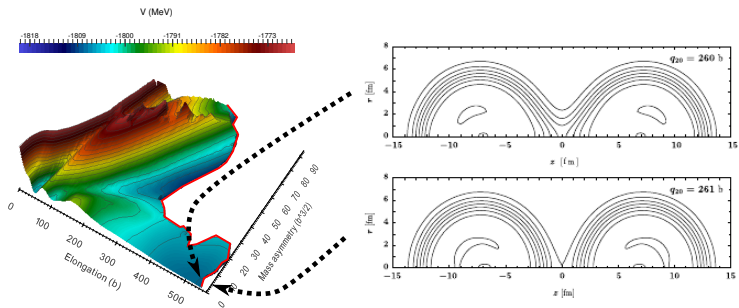 V (MeV)
-1818 -1809 -1800 -1791 -1782 -1773
0 100 200 300 400 500
Elongation (b)
0 10 20 30 40 50 60 70 80 90
Mass asymmetry (b^3/2)
q20 = 260 b
r [fm]
8
6
4
2
0
-15 -10 -5 0 5 10 15
z [fm]
q20 = 261 b
r [fm]
8
6
4
2
0
-15 -10 -5 0 5 10 15
z [fm]